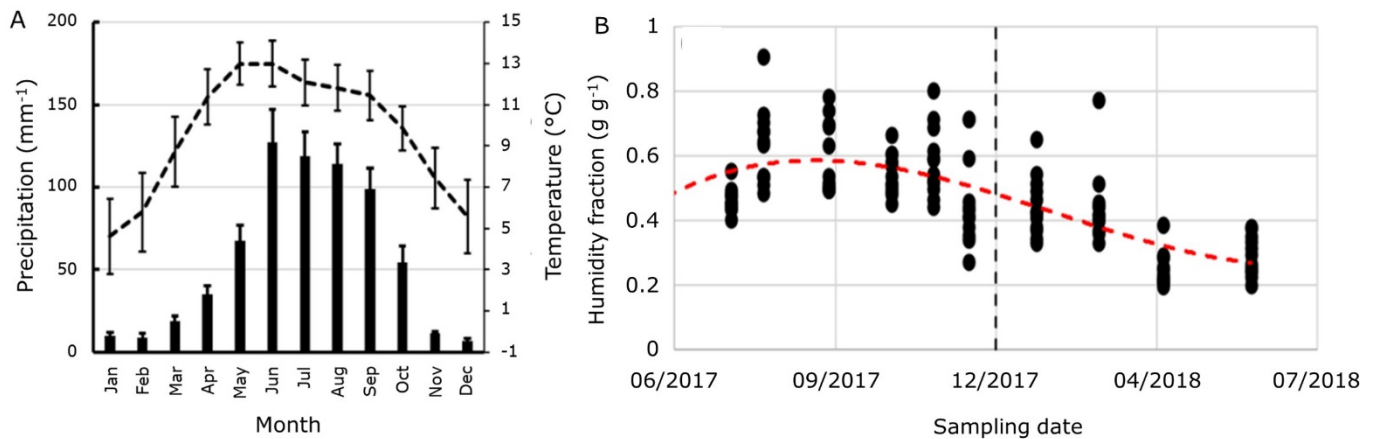 A
Precipitation (mm⁻¹)
200
150
100
50
0
15
13
11
9
7
5
3
1
-1
Temperature (°C)
Jan
Feb
Mar
Apr
May
Jun
Jul
Aug
Sep
Oct
Nov
Dec
Month
B
Humidity fraction (g g⁻¹)
1
0.8
0.6
0.4
0.2
0
06/2017
09/2017
12/2017
04/2018
07/2018
Sampling date